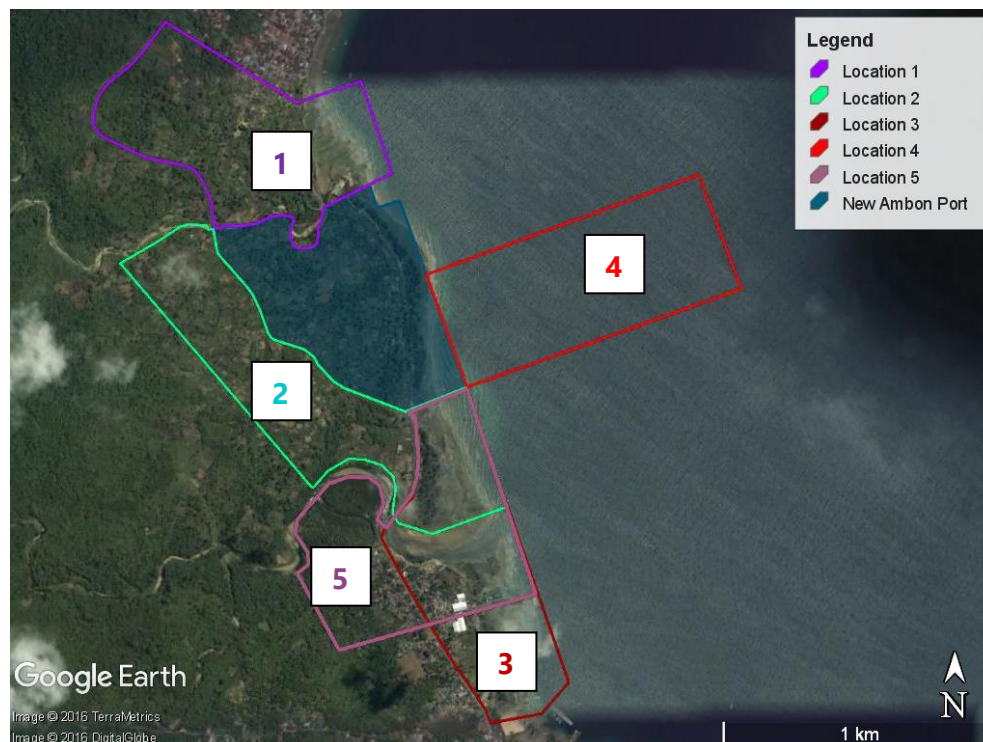 Legend
Location 1
Location 2
Location 3
Location 4
Location 5
New Ambon Port
1
4
2
5
3
Google Earth
N
Image © 2016 TerraMetrics
Image © 2016 DigitalGlobe
1 km